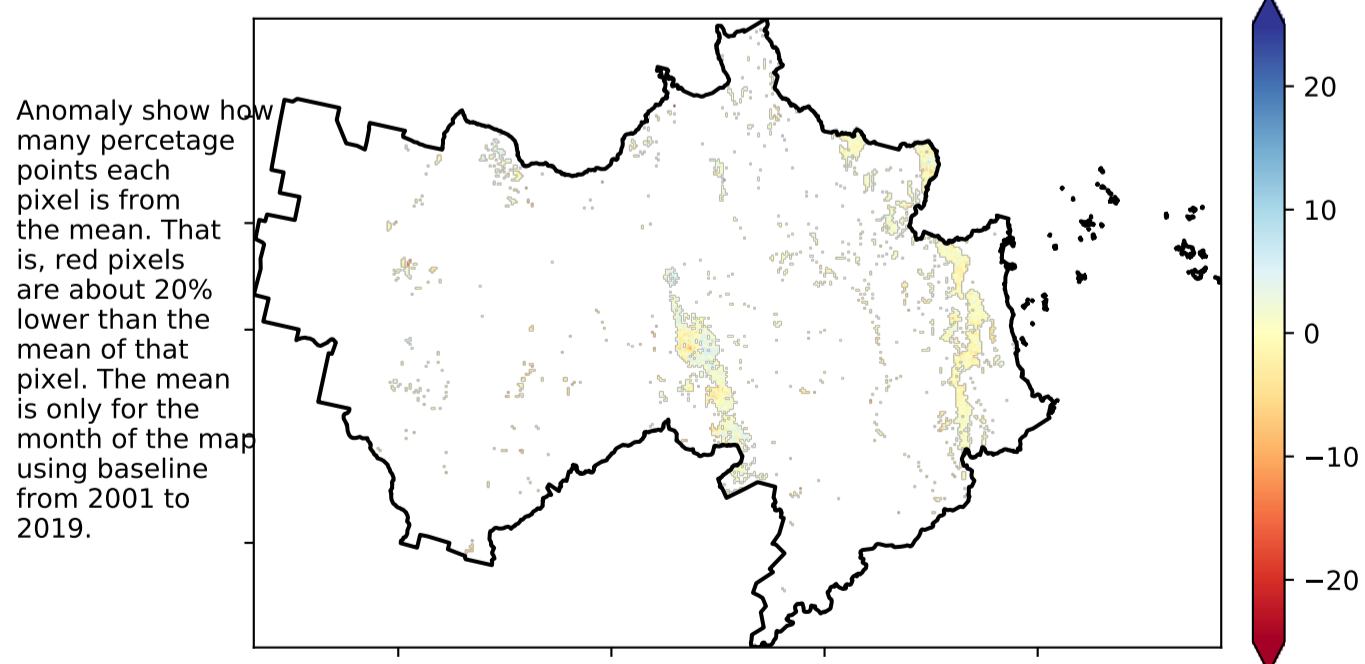 Anomaly show how
many percetage
points each
pixel is from
the mean. That
is, red pixels
are about 20%
lower than the
mean of that
pixel. The mean
is only for the
month of the map
using baseline
from 2001 to
2019.
20
10
0
−10
−20